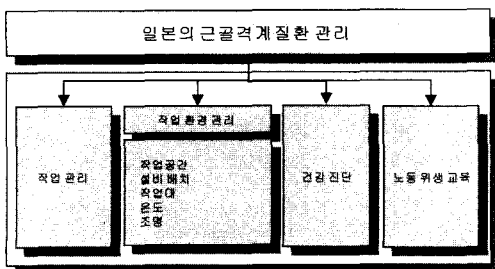 일본의 근골격계질환 관리
작업 관리
작업 환경 관리
작업공간
설비 배치
작업대
온도
조명
건강 진단
노동 위생 교육